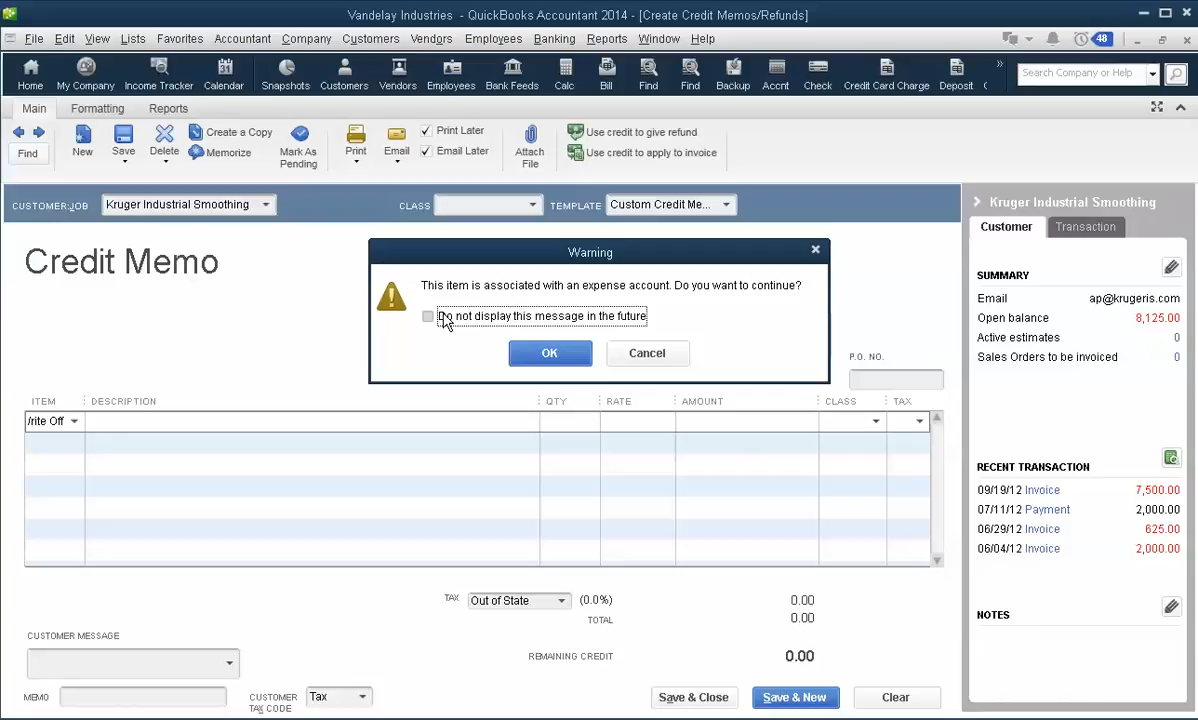 Vandelay Industries - QuickBooks Accountant 2014 - [Create Credit Memos/Refunds]
File Edit View Lists Favorites Accountant Company Customers Vendors Employees Banking Reports Window Help
48
Home My Company Income Tracker Calendar Snapshots Customers Vendors Employees Bank Feeds Calc Bill Find Find Backup Accnt Check Credit Card Charge Deposit
Search Company or Help
Main Formatting Reports
Find New Save Delete
Create a Copy
Memorize
Mark As
Pending
Print Email
Print Later
Email Later
Attach
File
Use credit to give refund
Use credit to apply to invoice
CUSTOMER:JOB Kruger Industrial Smoothing CLASS TEMPLATE Custom Credit Me...
Credit Memo
Warning
This item is associated with an expense account. Do you want to continue?
Do not display this message in the future
OK Cancel
P.O. NO.
ITEM DESCRIPTION QTY RATE AMOUNT CLASS TAX
/rite Off
TAX Out of State (0.0%) 0.00
TOTAL 0.00
CUSTOMER MESSAGE
REMAINING CREDIT 0.00
MEMO
CUSTOMER
TAX CODE
Tax
Save & Close Save & New Clear
Kruger Industrial Smoothing
Customer Transaction
SUMMARY
Email ap@krugeris.com
Open balance 8,125.00
Active estimates 0
Sales Orders to be invoiced 0
RECENT TRANSACTION
09/19/12 Invoice 7,500.00
07/11/12 Payment 2,000.00
06/29/12 Invoice 625.00
06/04/12 Invoice 2,000.00
NOTES